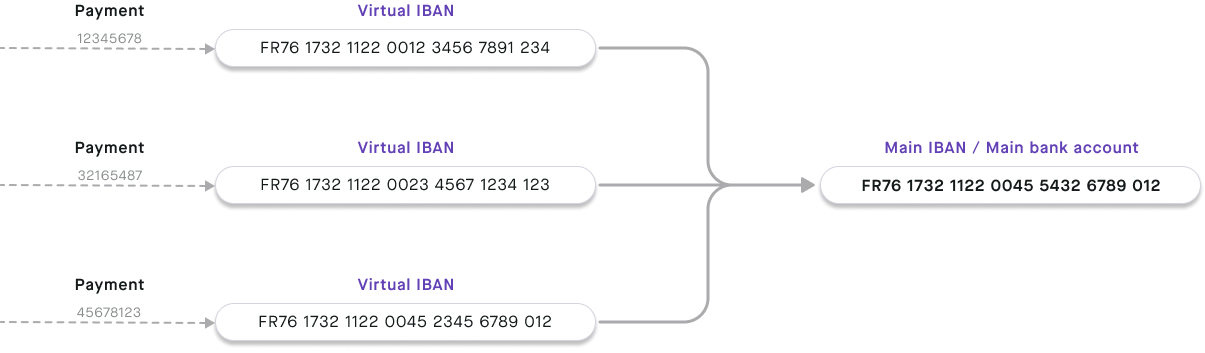 Payment
Virtual IBAN
12345678
FR76 1732 1122 0012 3456 7891 234
Payment
Virtual IBAN
Main IBAN / Main bank account
32165487
FR76 1732 1122 0023 4567 1234 123
FR76 1732 1122 0045 5432 6789 012
Payment
Virtual IBAN
45678123
FR76 1732 1122 0045 2345 6789 012